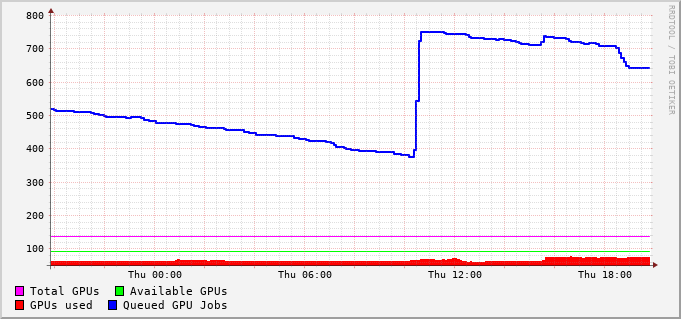 800
700
600
500
400
300
200
100
Thu 00:00 Thu 06:00 Thu 12:00 Thu 18:00
Total GPUs Available GPUs
GPUs used Queued GPU Jobs
RRDTOOL / TOBI OETIKER